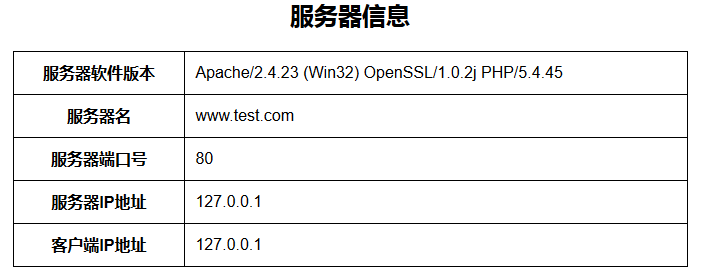 服务器信息
服务器软件版本 Apache/2.4.23 (Win32) OpenSSL/1.0.2j PHP/5.4.45
服务器名 www.test.com
服务器端口号 80
服务器IP地址 127.0.0.1
客户端IP地址 127.0.0.1